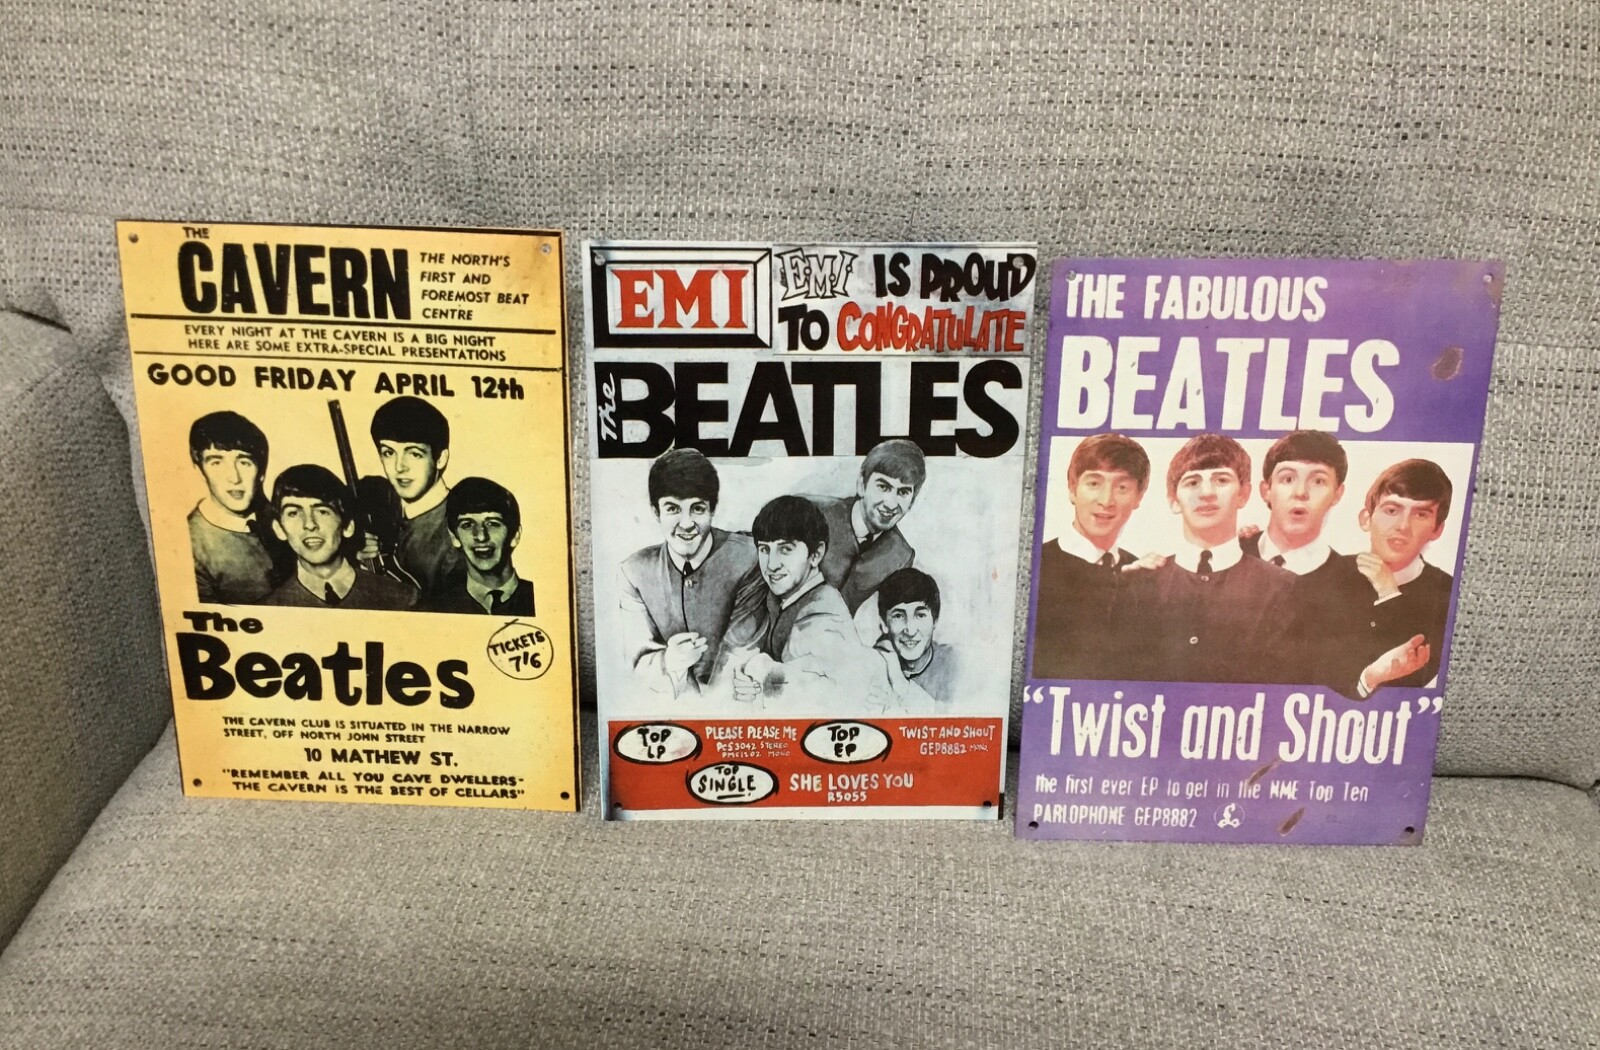 THE
CAVERN
THE NORTH'S
FIRST AND
FOREMOST BEAT
CENTRE
EVERY NIGHT AT THE CAVERN IS A BIG NIGHT
HERE ARE SOME EXTRA-SPECIAL PRESENTATIONS
GOOD FRIDAY APRIL 12th
The
Beatles
TICKETS
7'6
THE CAVERN CLUB IS SITUATED IN THE NARROW
STREET, OFF NORTH JOHN STREET
10 MATHEW ST.
"REMEMBER ALL YOU CAVE DWELLERS-
THE CAVERN IS THE BEST OF CELLARS"
EMI
E·M·I IS PROUD
TO CONGRATULATE
The BEATLES
TOP
LP
PLEASE PLEASE ME
PCS3042 STEREO
PMC1202 MONO
TOP
EP
TWIST AND SHOUT
GEP8882 MONO
TOP
SINGLE
SHE LOVES YOU
R5055
THE FABULOUS
BEATLES
"Twist and Shout"
the first ever EP to get in the NME Top Ten
PARLOPHONE GEP8882 £